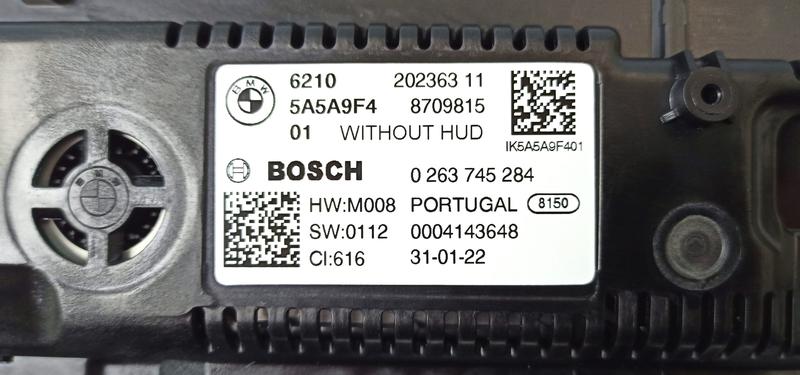 BMW
6210 202363 11
5A5A9F4 8709815
01 WITHOUT HUD
IK5A5A9F401
BOSCH 0 263 745 284
HW:M008 PORTUGAL 8150
SW:0112 0004143648
CI:616 31-01-22